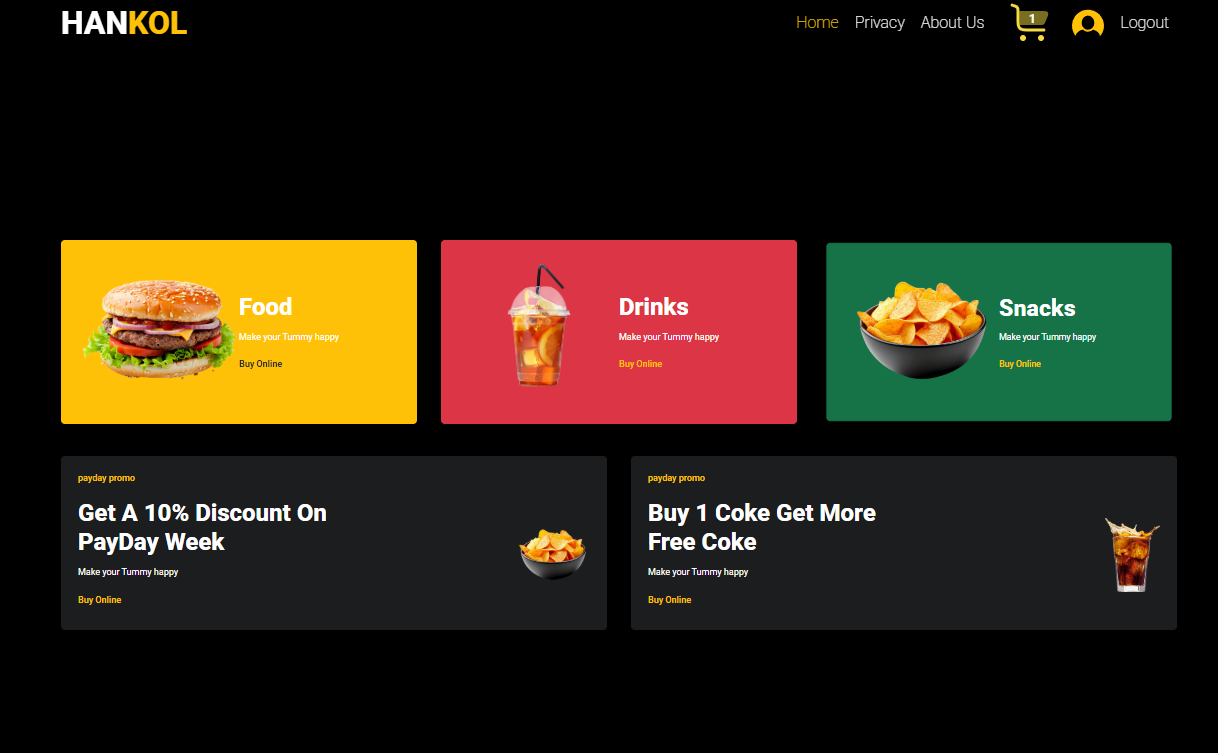 HANKOL
Home
Privacy
About Us
1
Logout
Food
Make your Tummy happy
Buy Online
Drinks
Make your Tummy happy
Buy Online
Snacks
Make your Tummy happy
Buy Online
payday promo
Get A 10% Discount On
PayDay Week
Make your Tummy happy
Buy Online
payday promo
Buy 1 Coke Get More
Free Coke
Make your Tummy happy
Buy Online